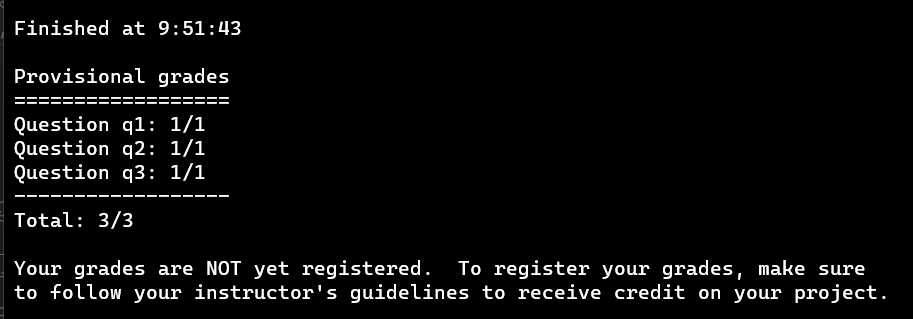 Finished at 9:51:43
Provisional grades
==================
Question q1: 1/1
Question q2: 1/1
Question q3: 1/1
------------------
Total: 3/3
Your grades are NOT yet registered.  To register your grades, make sure
to follow your instructor's guidelines to receive credit on your project.